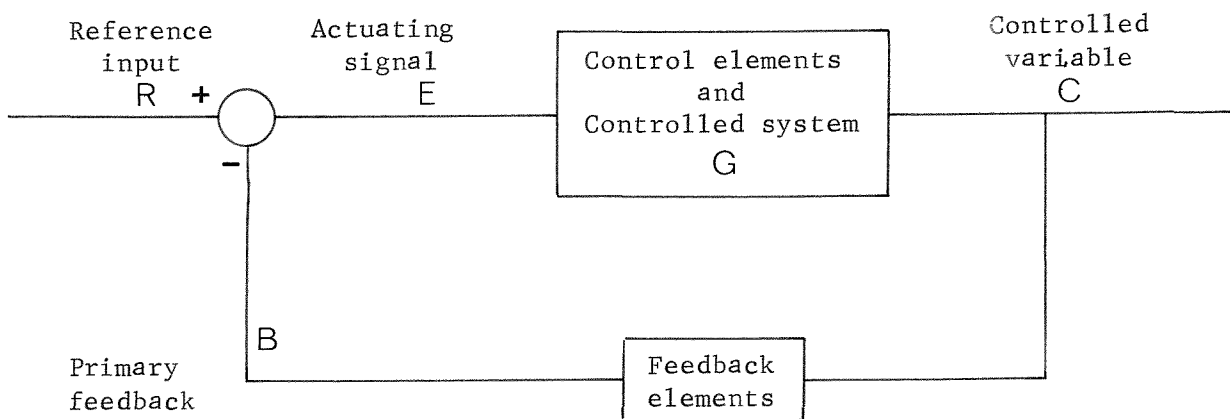 Reference
input
R
+
-
Actuating
signal
E
Control elements
and
Controlled system
G
Controlled
variable
C
B
Primary
feedback
Feedback
elements